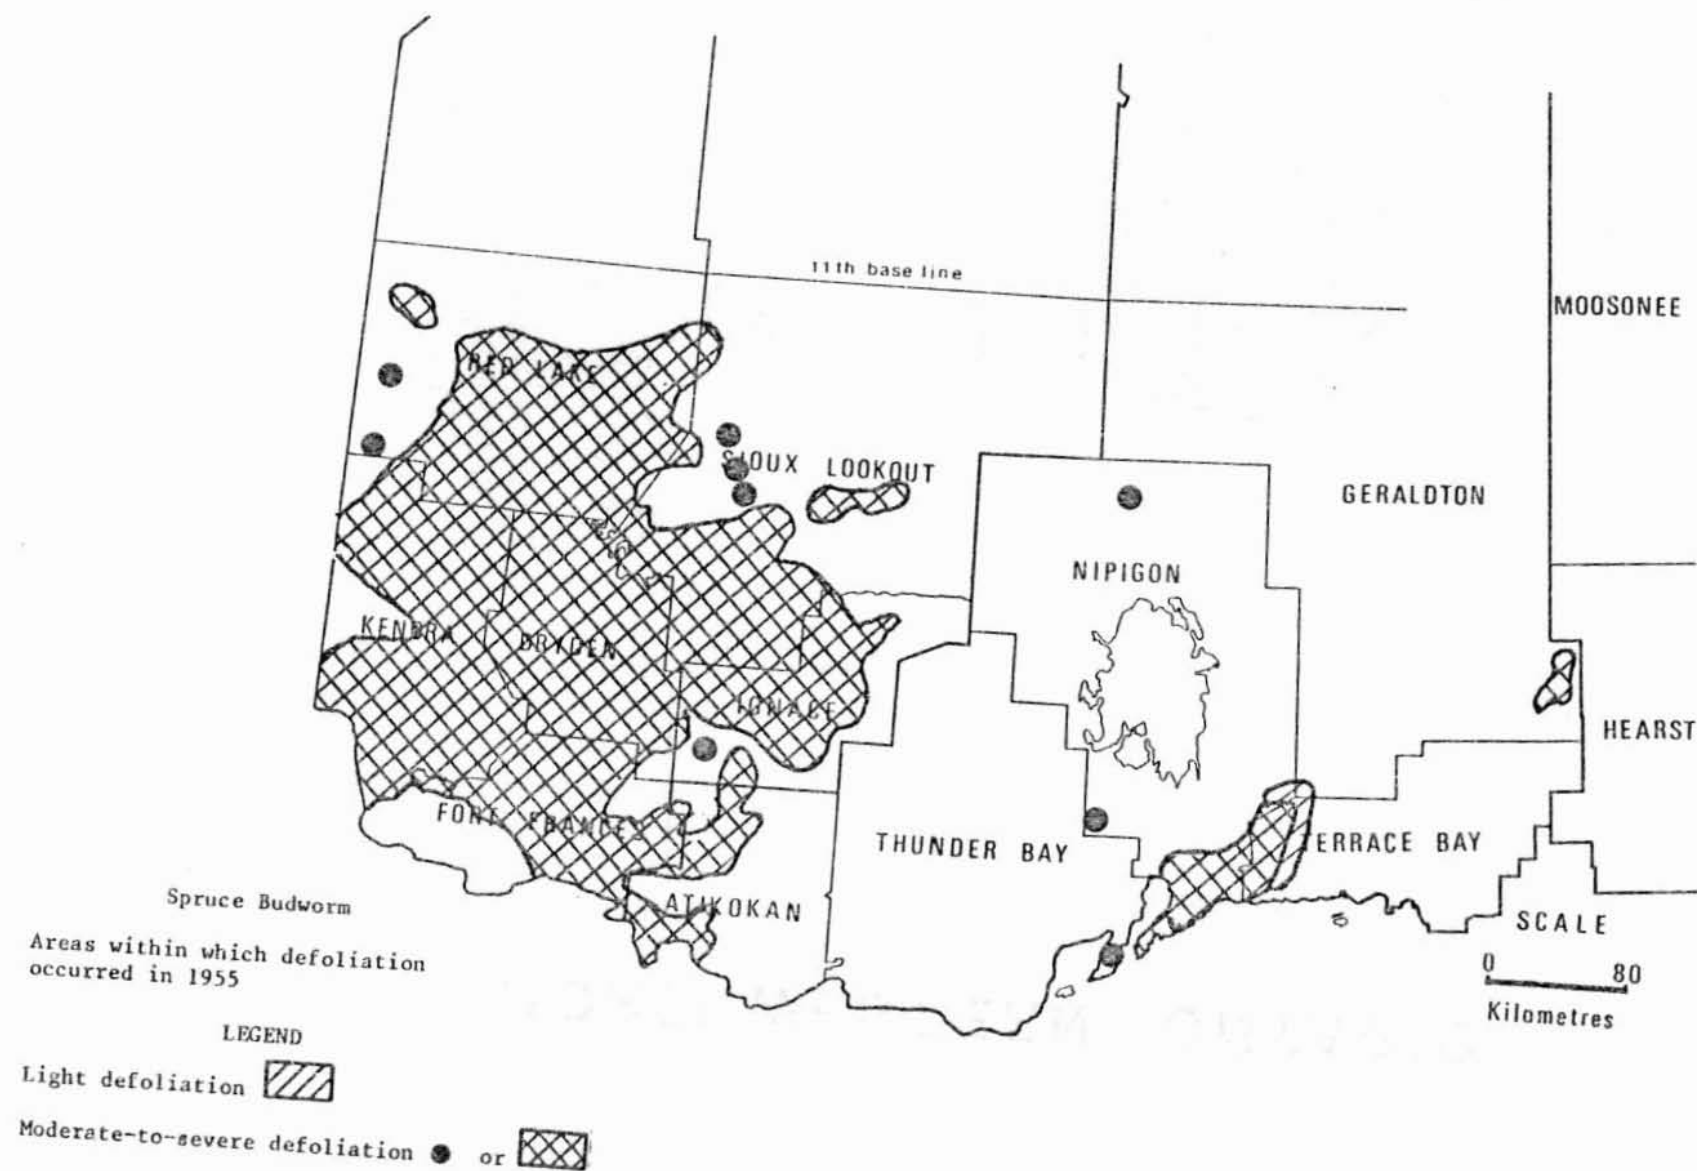 11th base line
MOOSONEE
RED LAKE
SIOUX LOOKOUT
GERALDTON
NIPIGON
KENORA
DRYDEN
IGNACE
HEARST
FORT FRANCES
THUNDER BAY
TERRACE BAY
ATIKOKAN
SCALE
0 80
Kilometres
Spruce Budworm
Areas within which defoliation
occurred in 1955
LEGEND
Light defoliation
Moderate-to-severe defoliation or